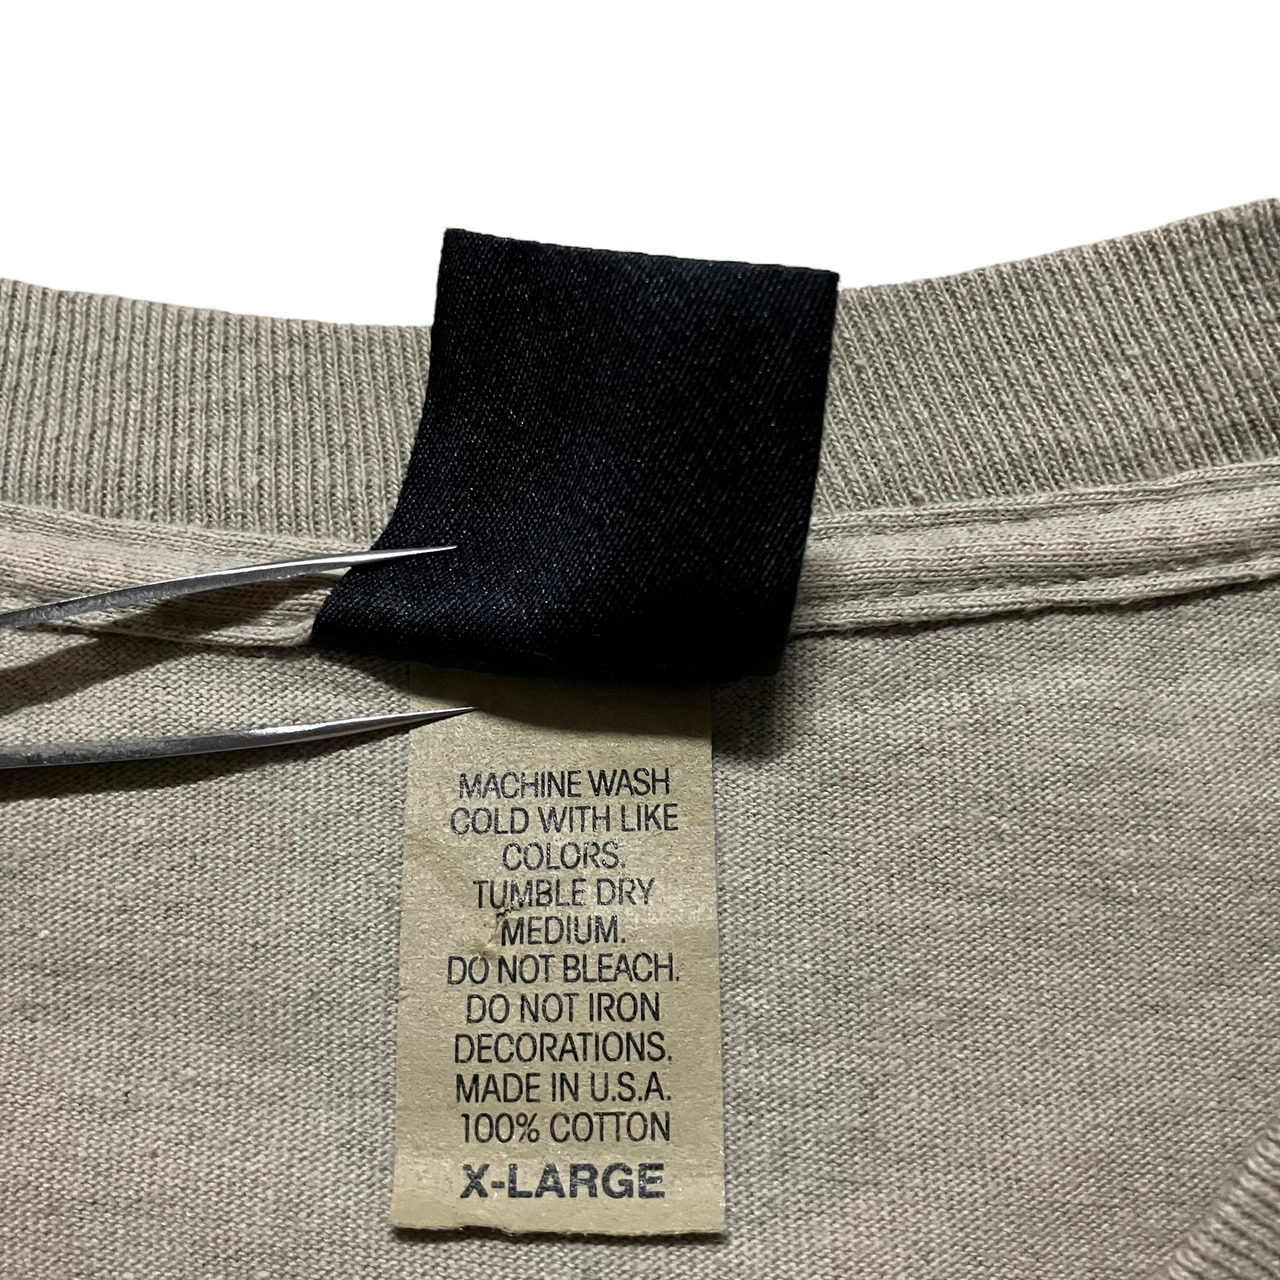 MACHINE WASH
COLD WITH LIKE
COLORS.
TUMBLE DRY
MEDIUM.
DO NOT BLEACH.
DO NOT IRON
DECORATIONS.
MADE IN U.S.A.
100% COTTON
X-LARGE